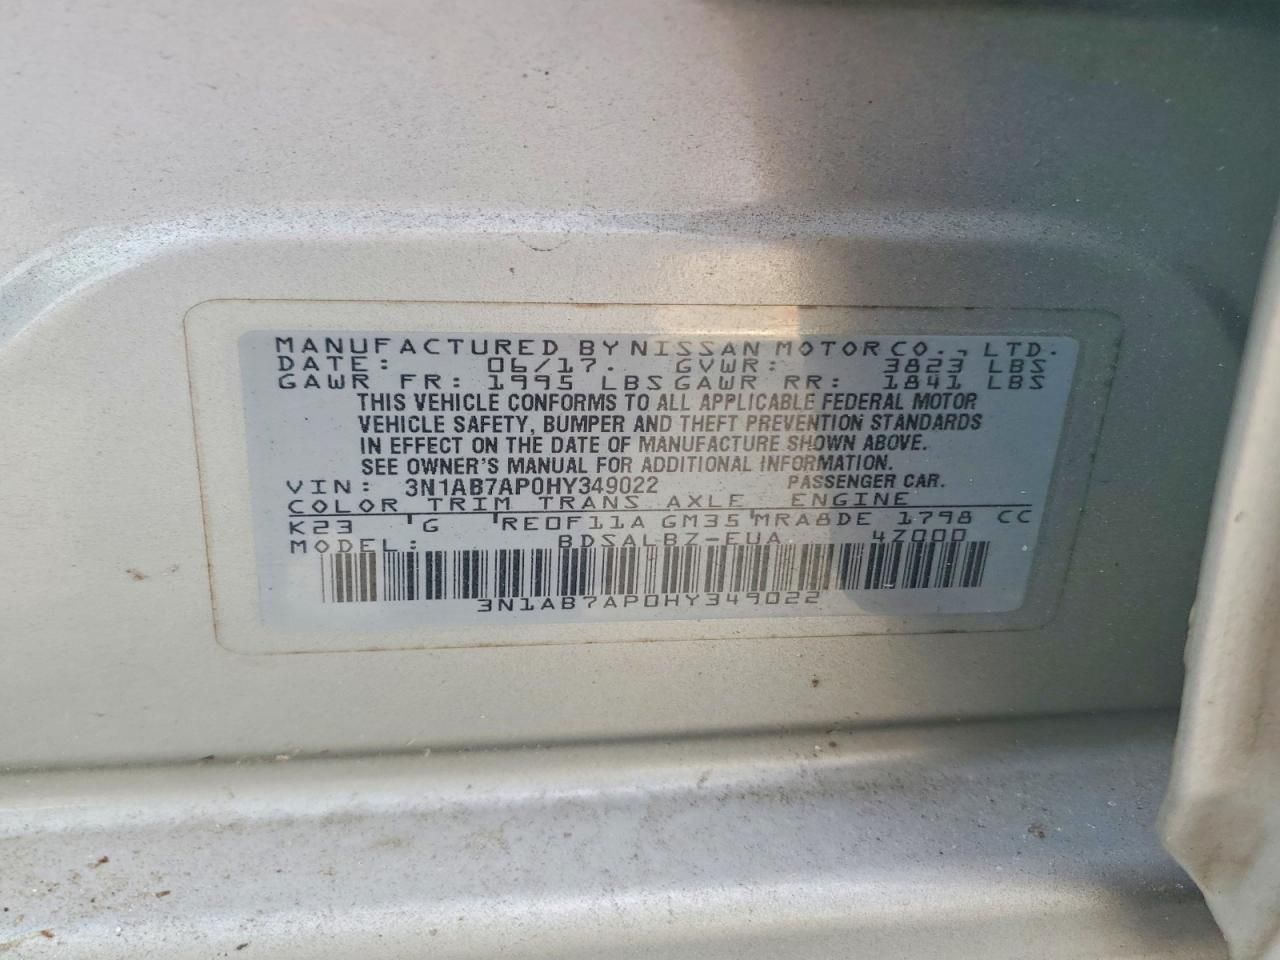 MANUFACTURED BY NISSAN MOTOR CO., LTD.
DATE: 06/17. GVWR: 3823 LBS
GAWR FR: 1995 LBS GAWR RR: 1841 LBS
THIS VEHICLE CONFORMS TO ALL APPLICABLE FEDERAL MOTOR
VEHICLE SAFETY, BUMPER AND THEFT PREVENTION STANDARDS
IN EFFECT ON THE DATE OF MANUFACTURE SHOWN ABOVE.
SEE OWNER'S MANUAL FOR ADDITIONAL INFORMATION.
VIN: 3N1AB7AP0HY349022 PASSENGER CAR.
COLOR TRIM TRANS AXLE ENGINE
K23 'G 'RE0F11A GM35'MRA8DE 1798 CC
MODEL: BDSALBZ-EUA 4Z000
3N1AB7AP0HY349022